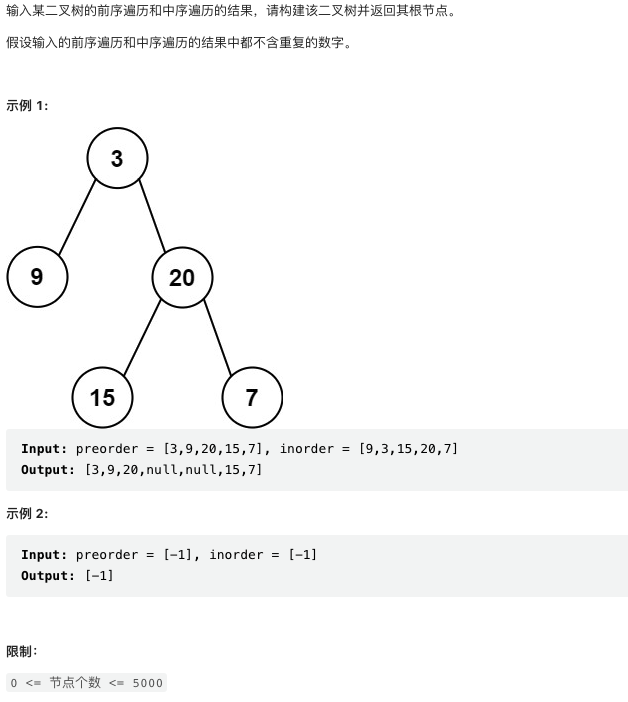 输入某二叉树的前序遍历和中序遍历的结果，请构建该二叉树并返回其根节点。
假设输入的前序遍历和中序遍历的结果中都不含重复的数字。
示例 1:
3
9
20
15
7
Input: preorder = [3,9,20,15,7], inorder = [9,3,15,20,7]
Output: [3,9,20,null,null,15,7]
示例 2:
Input: preorder = [-1], inorder = [-1]
Output: [-1]
限制：
0 <= 节点个数 <= 5000